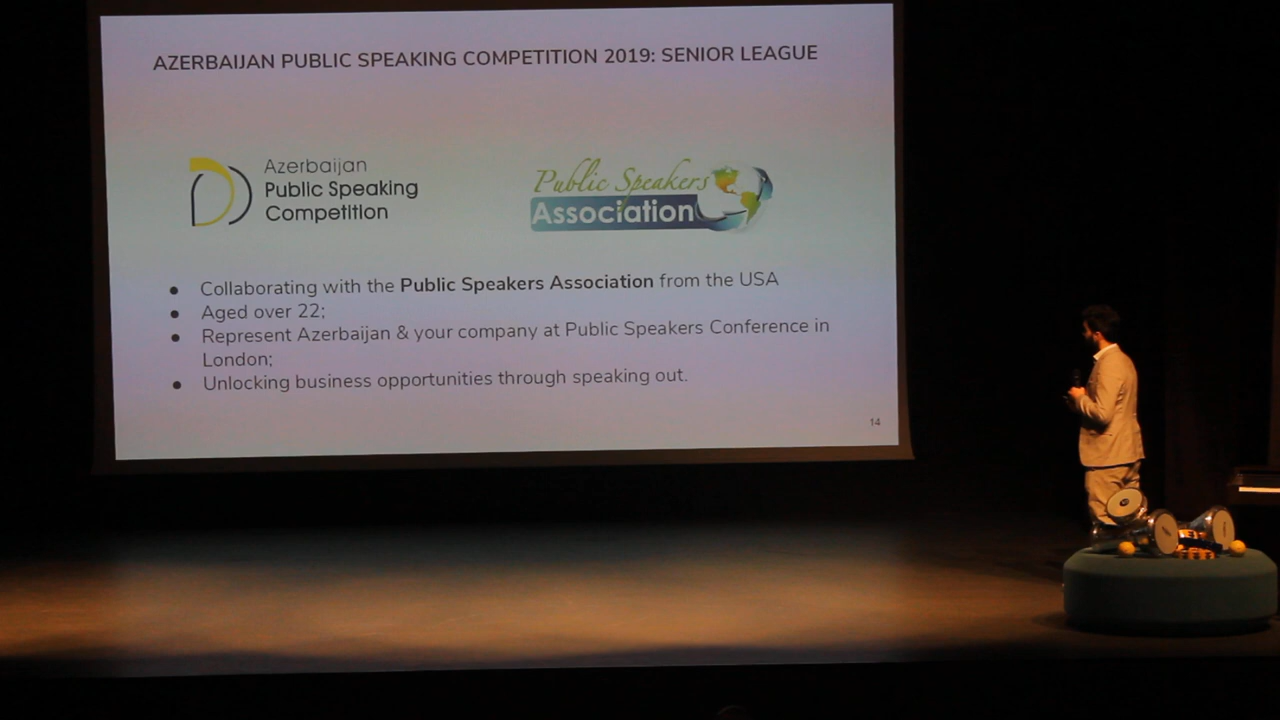 AZERBAIJAN PUBLIC SPEAKING COMPETITION 2019: SENIOR LEAGUE
Azerbaijan
Public Speaking
Competition
Public Speakers
Association
● Collaborating with the Public Speakers Association from the USA
● Aged over 22;
● Represent Azerbaijan & your company at Public Speakers Conference in
London;
● Unlocking business opportunities through speaking out.
14